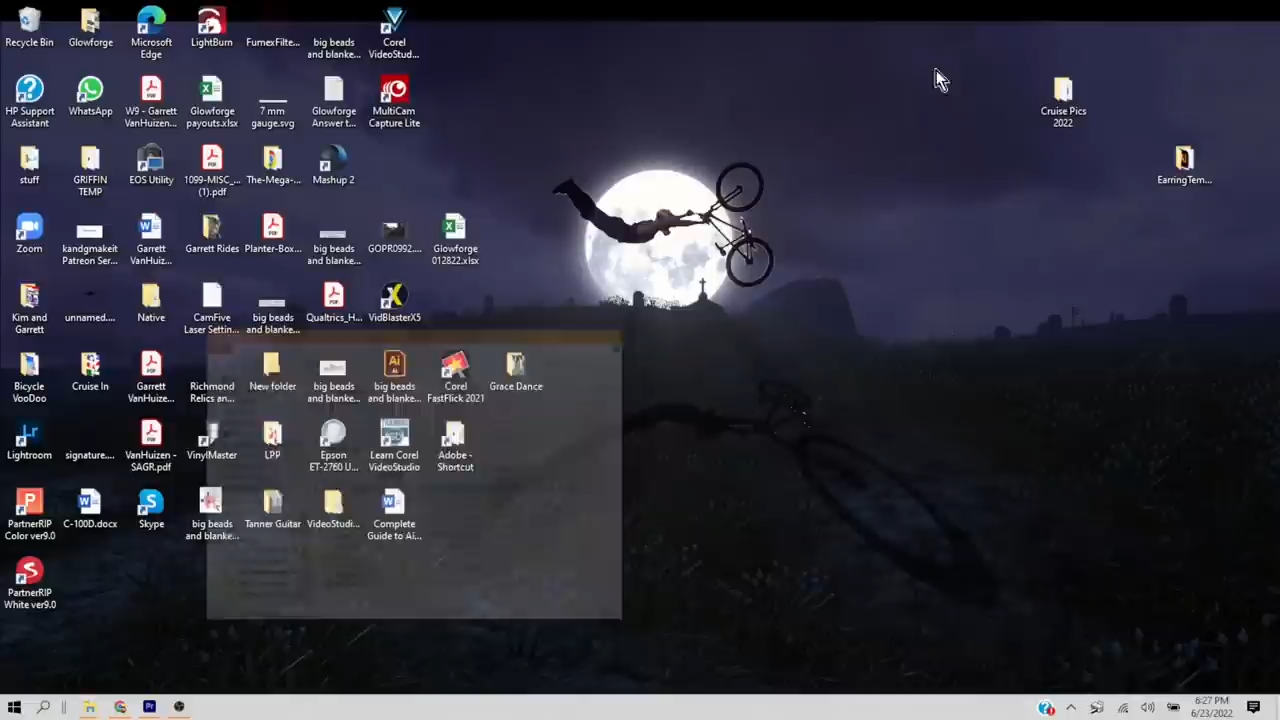 Recycle Bin
Glowforge
Microsoft
Edge
LightBurn
FumexFilte...
big beads
and blanke...
Corel
VideoStud...
HP Support
Assistant
WhatsApp
W9 - Garrett
VanHuizen...
Glowforge
payouts.xlsx
7 mm
gauge.svg
Glowforge
Answer t...
MultiCam
Capture Lite
Cruise Pics
2022
stuff
GRIFFIN
TEMP
EOS Utility
1099-MISC_...
(1).pdf
The-Mega-...
Mashup 2
EarringTem...
Zoom
kandgmakeit
Patreon Ser...
Garrett
VanHuiz...
Garrett Rides
Planter-Box...
big beads
and blanke...
GOPR0992....
Glowforge
012822.xlsx
Kim and
Garrett
unnamed....
Native
CamFive
Laser Settin...
big beads
and blanke...
Qualtrics_H...
VidBlasterX5
Bicycle
VooDoo
Cruise In
Garrett
VanHuize...
Richmond
Relics an...
New folder
big beads
and blanke...
big beads
and blanke...
Corel
FastFlick 2021
Grace Dance
Lightroom
signature....
VanHuizen -
SAGR.pdf
VinylMaster
LPP
Epson
ET-2760 U...
Learn Corel
VideoStudio
Adobe -
Shortcut
PartnerRIP
Color ver9.0
C-100D.docx
Skype
big beads
and blanke...
Tanner Guitar
VideoStudi...
Complete
Guide to Ai...
PartnerRIP
White ver9.0
6:27 PM
6/23/2022